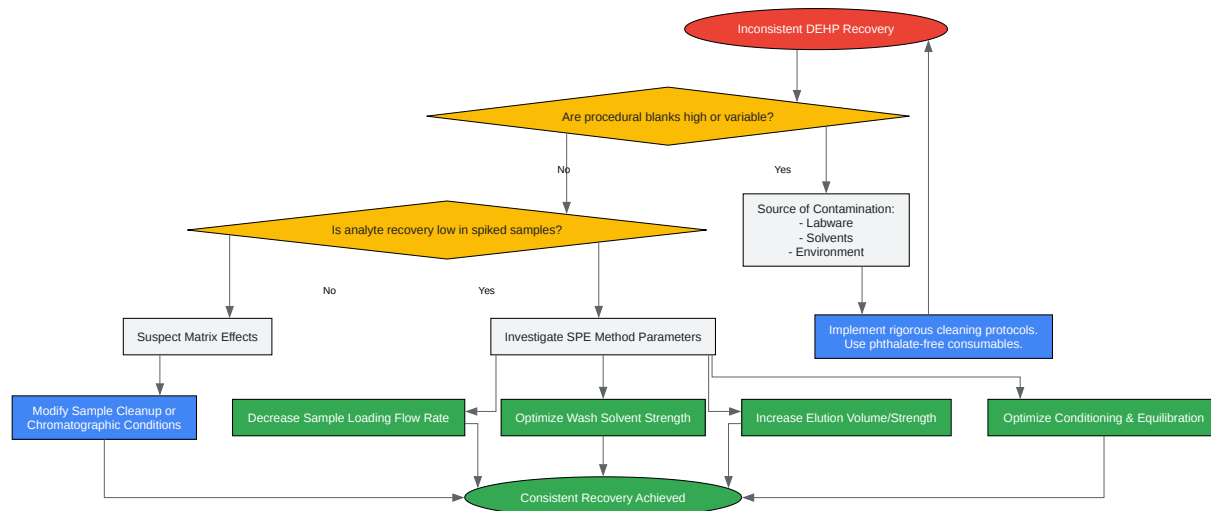 Inconsistent DEHP Recovery
Are procedural blanks high or variable?
No
Yes
Source of Contamination:
- Labware
- Solvents
- Environment
Is analyte recovery low in spiked samples?
No
Yes
Suspect Matrix Effects
Investigate SPE Method Parameters
Implement rigorous cleaning protocols.
Use phthalate-free consumables.
Modify Sample Cleanup or
Chromatographic Conditions
Decrease Sample Loading Flow Rate
Optimize Wash Solvent Strength
Increase Elution Volume/Strength
Optimize Conditioning & Equilibration
Consistent Recovery Achieved